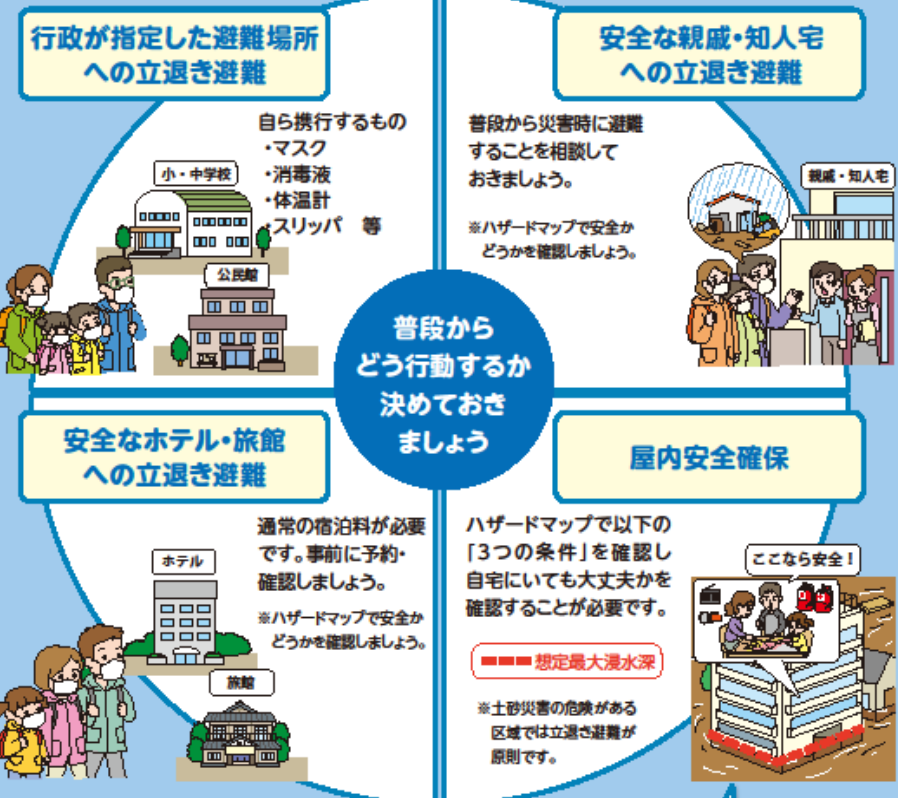 行政が指定した避難場所
への立退き避難
自ら携行するもの
・マスク
・消毒液
・体温計
・スリッパ 等
小・中学校
公民館
安全な親戚・知人宅
への立退き避難
普段から災害時に避難
することを相談して
おきましょう。
※ハザードマップで安全か
どうかを確認しましょう。
親戚・知人宅
普段から
どう行動するか
決めておき
ましょう
安全なホテル・旅館
への立退き避難
通常の宿泊料が必要
です。事前に予約・
確認しましょう。
※ハザードマップで安全か
どうかを確認しましょう。
ホテル
旅館
屋内安全確保
ハザードマップで以下の
「3つの条件」を確認し
自宅にいても大丈夫かを
確認することが必要です。
想定最大浸水深
※土砂災害の危険がある
区域では立退き避難が
原則です。
ここなら安全!